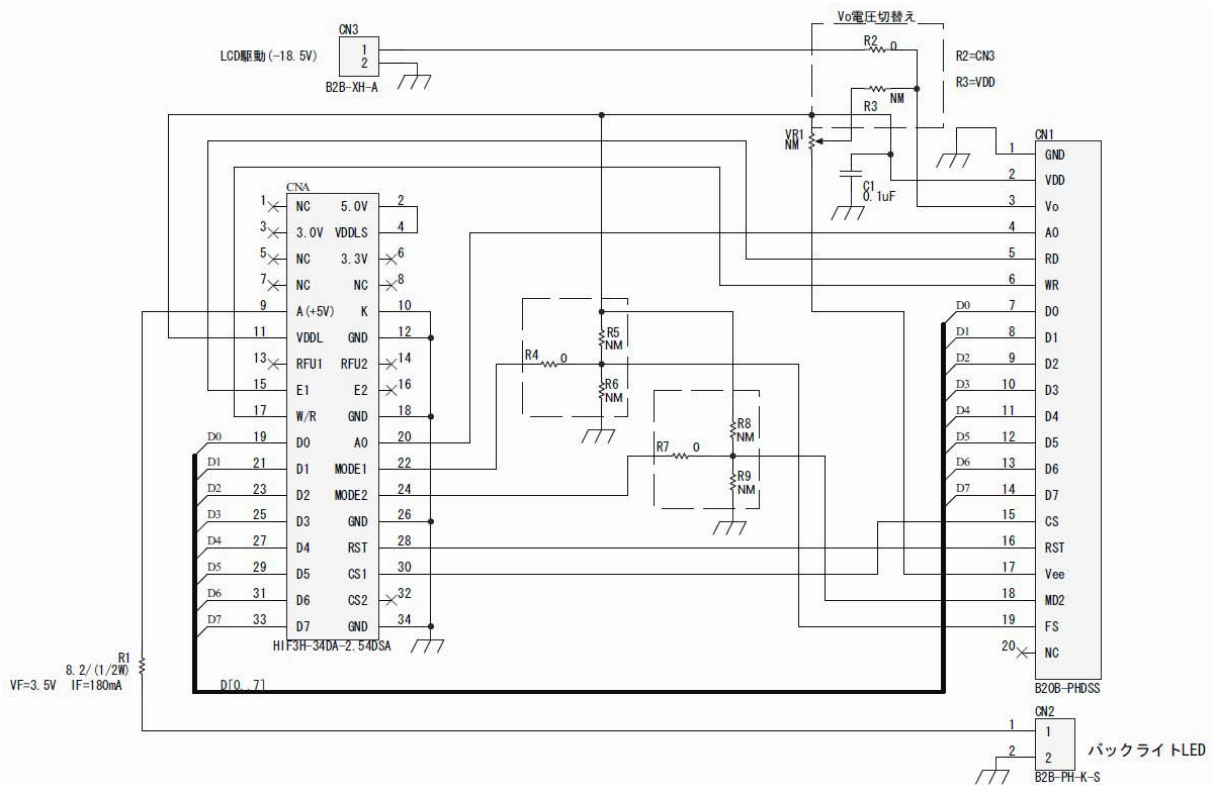 Vo電圧切替え
CN3
LCD駆動(-18.5V)
1
2
B2B-XH-A
R2
0
R2=CN3
NM
R3
R3=VDD
VR1
NM
C1
0.1uF
CN1
1 GND
2 VDD
3 Vo
4 A0
5 RD
6 WR
D0 7 D0
D1 8 D1
D2 9 D2
D3 10 D3
D4 11 D4
D5 12 D5
D6 13 D6
D7 14 D7
15 CS
16 RST
17 Vee
18 MD2
19 FS
20 NC
B20B-PHDSS
CNA
1 NC 5.0V 2
3 3.0V VDDLS 4
5 NC 3.3V 6
7 NC NC 8
9 A(+5V) K 10
11 VDDL GND 12
13 RFU1 RFU2 14
15 E1 E2 16
17 W/R GND 18
D0 19 D0 A0 20
D1 21 D1 MODE1 22
D2 23 D2 MODE2 24
D3 25 D3 GND 26
D4 27 D4 RST 28
D5 29 D5 CS1 30
D6 31 D6 CS2 32
D7 33 D7 GND 34
HIF3H-34DA-2.54DSA
R5
NM
R4 0
R6
NM
R8
NM
R7 0
R9
NM
R1
8.2/(1/2W)
VF=3.5V IF=180mA
D[0..7]
CN2
1 1
2 2
バックライトLED
B2B-PH-K-S